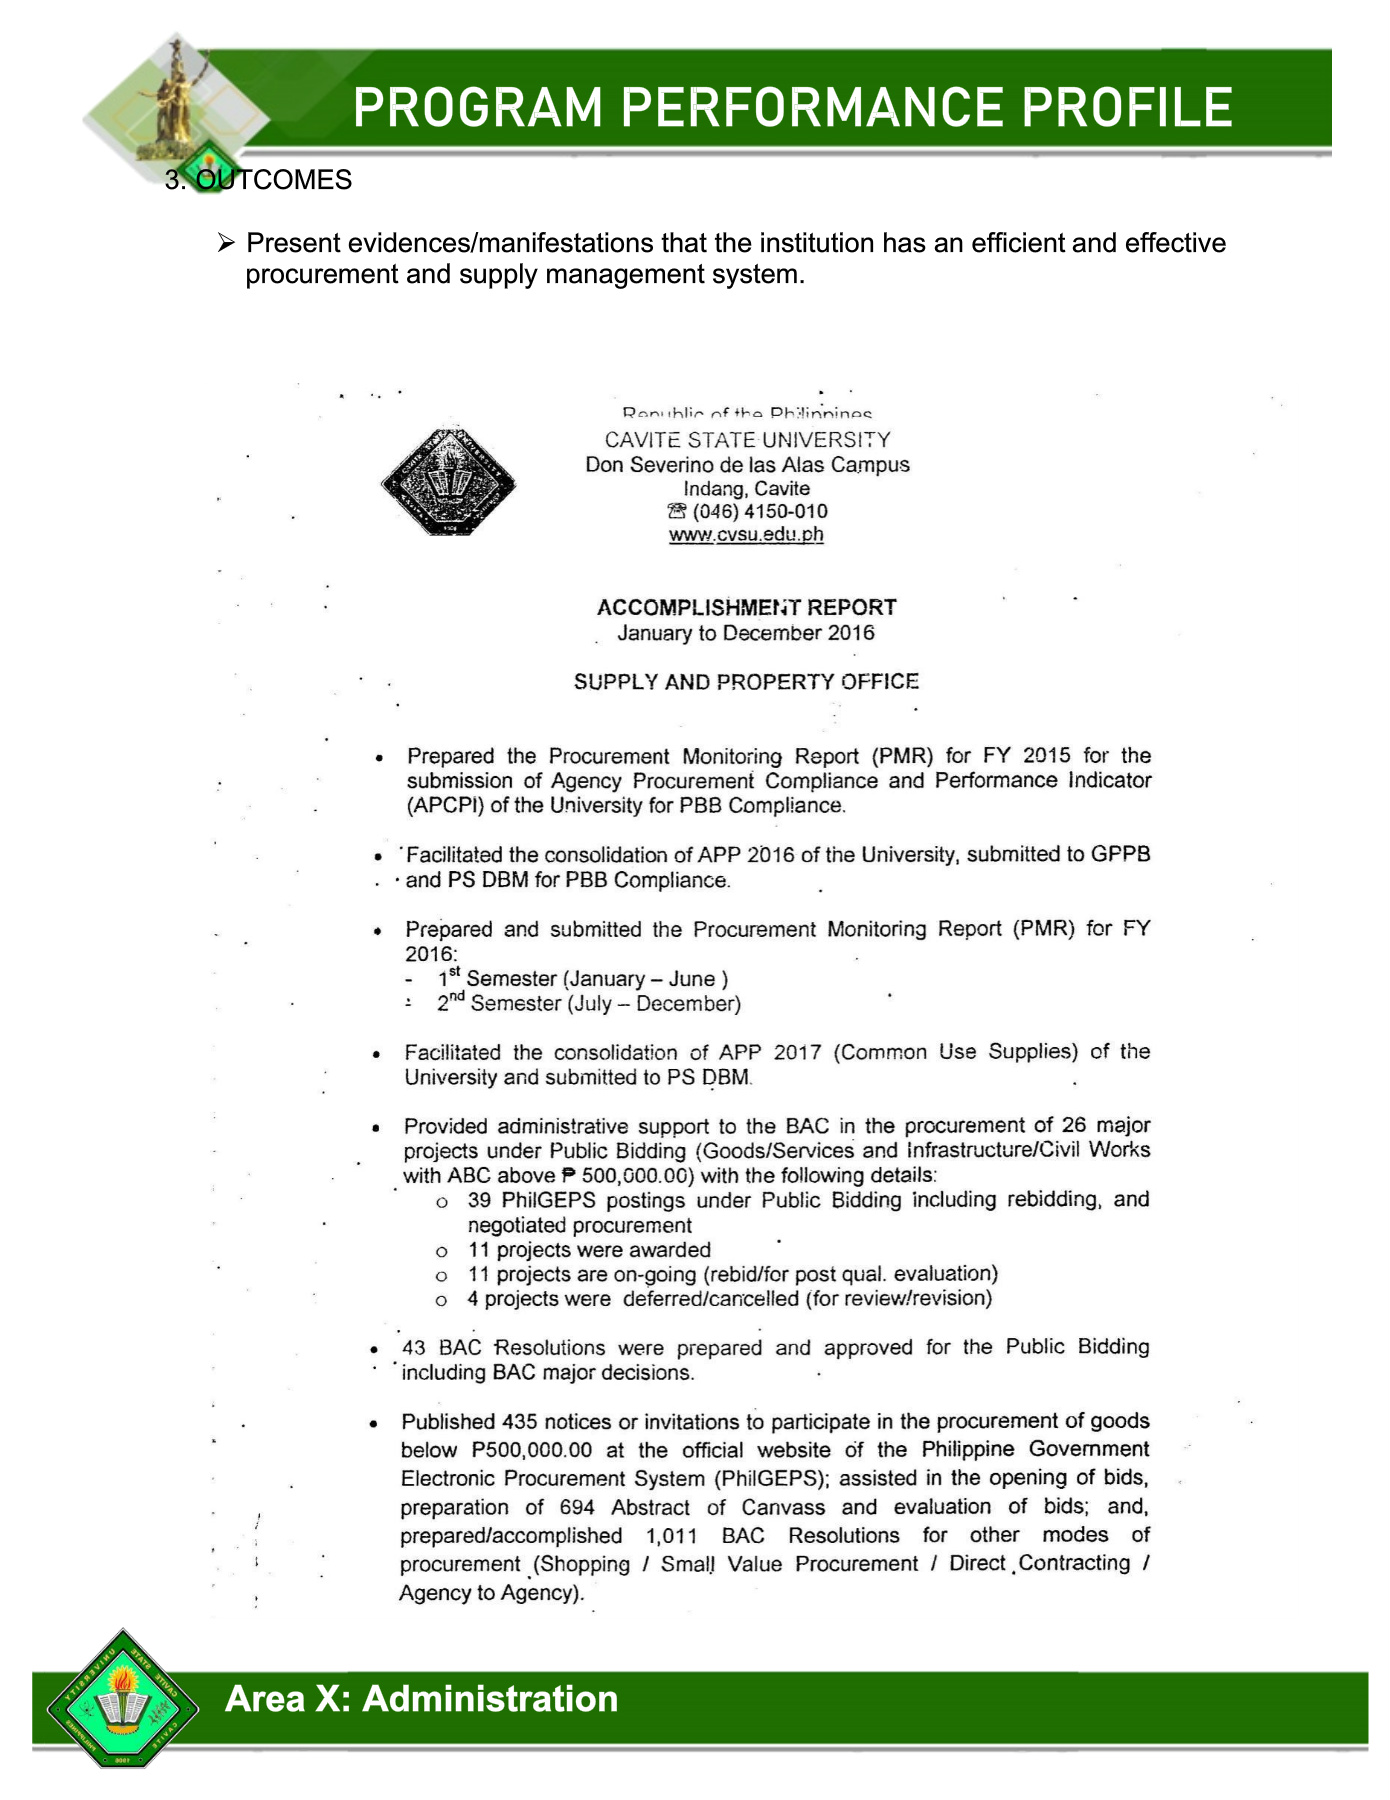 PROGRAM PERFORMANCE PROFILE
3. OUTCOMES
➢ Present evidences/manifestations that the institution has an efficient and effective
procurement and supply management system.
Republic of the Philippines
CAVITE STATE UNIVERSITY
Don Severino de las Alas Campus
Indang, Cavite
☎ (046) 4150-010
www.cvsu.edu.ph
ACCOMPLISHMENT REPORT
January to December 2016
SUPPLY AND PROPERTY OFFICE
• Prepared the Procurement Monitoring Report (PMR) for FY 2015 for the
submission of Agency Procurement Compliance and Performance Indicator
(APCPI) of the University for PBB Compliance.
• Facilitated the consolidation of APP 2016 of the University, submitted to GPPB
and PS DBM for PBB Compliance.
• Prepared and submitted the Procurement Monitoring Report (PMR) for FY
2016:
- 1st Semester (January – June )
- 2nd Semester (July – December)
• Facilitated the consolidation of APP 2017 (Common Use Supplies) of the
University and submitted to PS DBM.
• Provided administrative support to the BAC in the procurement of 26 major
projects under Public Bidding (Goods/Services and Infrastructure/Civil Works
with ABC above ₱ 500,000.00) with the following details:
o 39 PhilGEPS postings under Public Bidding including rebidding, and
negotiated procurement
o 11 projects were awarded
o 11 projects are on-going (rebid/for post qual. evaluation)
o 4 projects were deferred/cancelled (for review/revision)
• 43 BAC Resolutions were prepared and approved for the Public Bidding
including BAC major decisions.
• Published 435 notices or invitations to participate in the procurement of goods
below P500,000.00 at the official website of the Philippine Government
Electronic Procurement System (PhilGEPS); assisted in the opening of bids,
preparation of 694 Abstract of Canvass and evaluation of bids; and,
prepared/accomplished 1,011 BAC Resolutions for other modes of
procurement (Shopping / Small Value Procurement / Direct Contracting /
Agency to Agency).
Area X: Administration